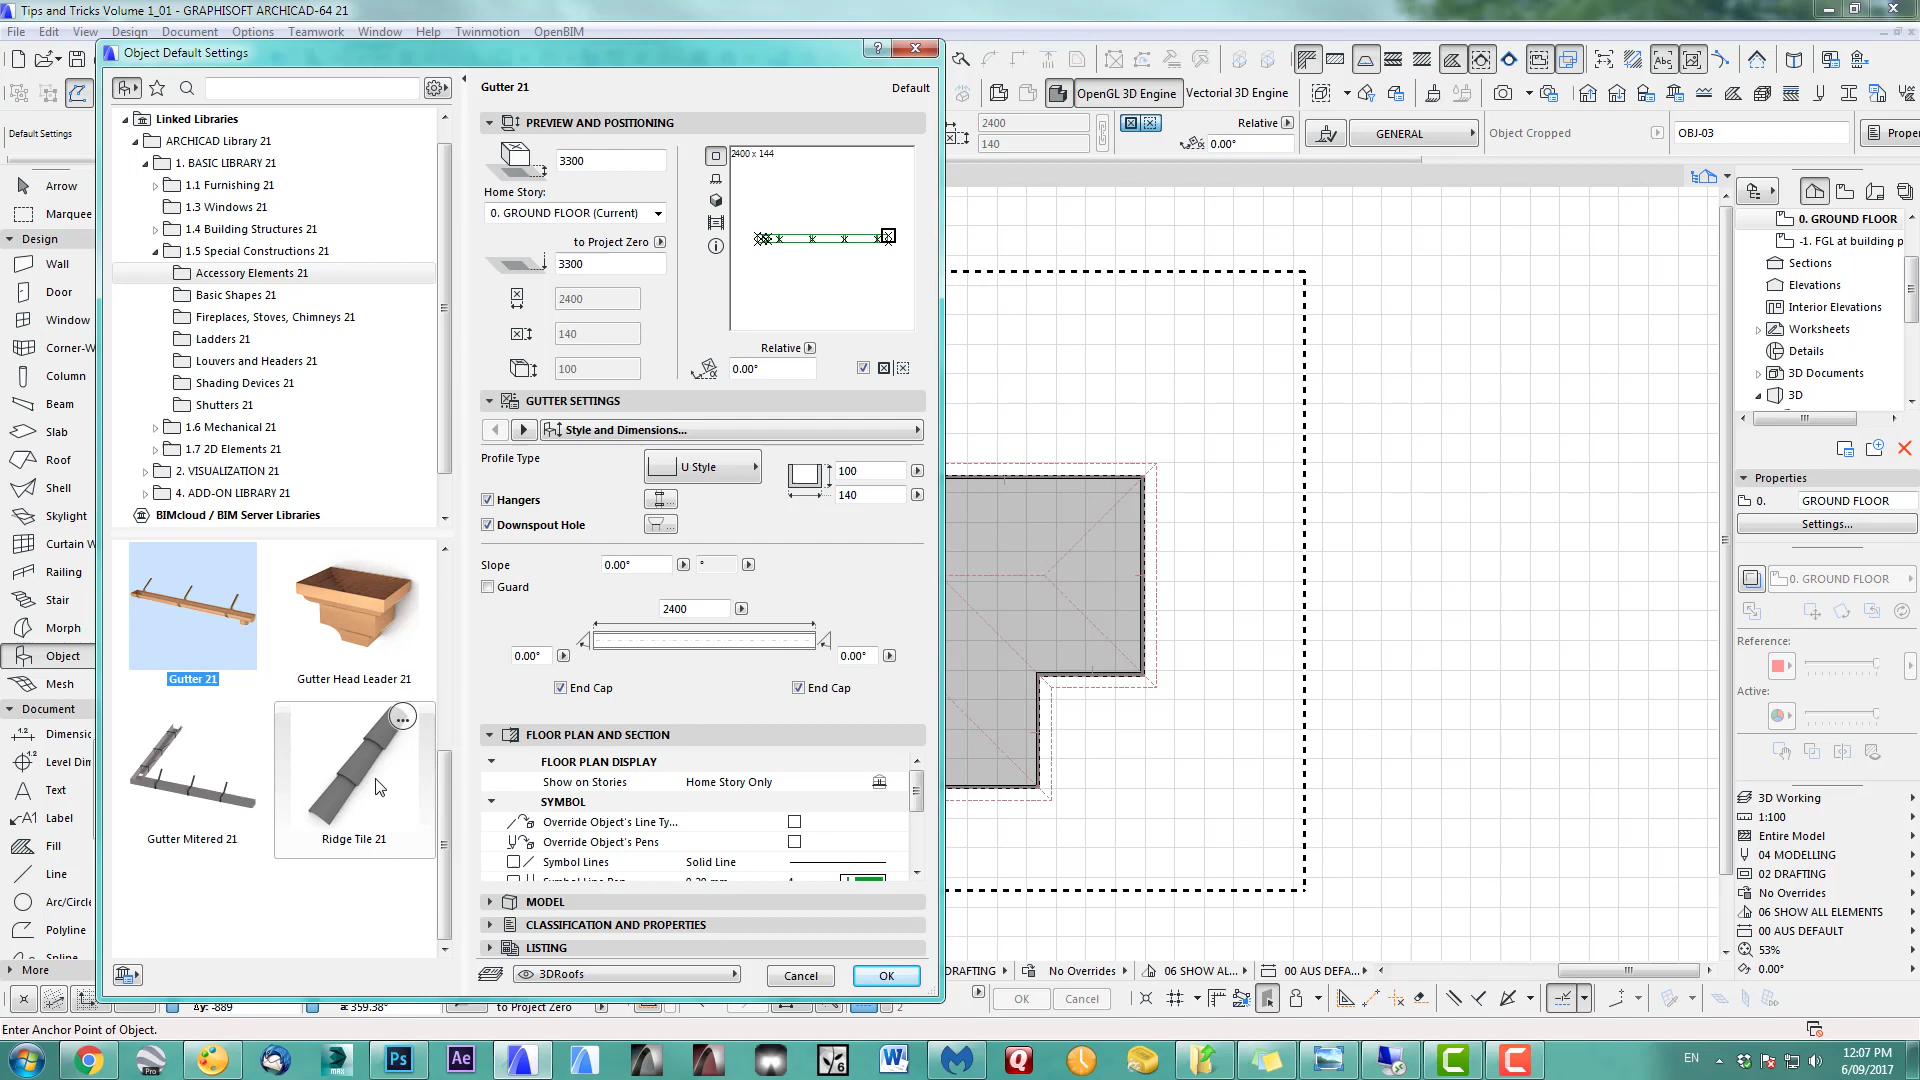 Tips and Tricks Volume 1_01 - GRAPHISOFT ARCHICAD-64 21
File Edit View Design Document Options Teamwork Window Help Twinmotion OpenBIM
Object Default Settings
Default Settings
Arrow
Marquee
Design
Wall
Door
Window
Corner-W
Column
Beam
Slab
Roof
Shell
Skylight
Curtain W
Railing
Stair
Morph
Object
Mesh
Document
Dimensio
Level Dim
Text
Label
Fill
Line
Arc/Circle
Polyline
Spline
More
Linked Libraries
ARCHICAD Library 21
1. BASIC LIBRARY 21
1.1 Furnishing 21
1.3 Windows 21
1.4 Building Structures 21
1.5 Special Constructions 21
Accessory Elements 21
Basic Shapes 21
Fireplaces, Stoves, Chimneys 21
Ladders 21
Louvers and Headers 21
Shading Devices 21
Shutters 21
1.6 Mechanical 21
1.7 2D Elements 21
2. VISUALIZATION 21
4. ADD-ON LIBRARY 21
BIMcloud / BIM Server Libraries
Gutter 21
Gutter Head Leader 21
Gutter Mitered 21
Ridge Tile 21
Gutter 21 Default
PREVIEW AND POSITIONING
3300
Home Story:
0. GROUND FLOOR (Current)
to Project Zero
3300
2400
140
100
2400 x 144
Relative
0.00°
GUTTER SETTINGS
Style and Dimensions...
Profile Type
U Style
100
140
Hangers
Downspout Hole
Slope 0.00° °
Guard
2400
0.00° 0.00°
End Cap End Cap
FLOOR PLAN AND SECTION
FLOOR PLAN DISPLAY
Show on Stories Home Story Only
SYMBOL
Override Object's Line Ty...
Override Object's Pens
Symbol Lines Solid Line
MODEL
CLASSIFICATION AND PROPERTIES
LISTING
3DRoofs Cancel OK
OpenGL 3D Engine Vectorial 3D Engine
2400
140
Relative
0.00°
GENERAL
Object Cropped
OBJ-03
Proper
0. GROUND FLOOR
-1. FGL at building p
Sections
Elevations
Interior Elevations
Worksheets
Details
3D Documents
3D
Properties
0. GROUND FLOOR
Settings...
0. GROUND FLOOR
Reference:
Active:
3D Working
1:100
Entire Model
04 MODELLING
02 DRAFTING
No Overrides
06 SHOW ALL ELEMENTS
00 AUS DEFAULT
53%
0.00°
DRAFTING No Overrides 06 SHOW AL... 00 AUS DEFA...
OK Cancel
Δy: -889 a: 359.38° to Project Zero
Enter Anchor Point of Object.
EN
12:07 PM
6/09/2017